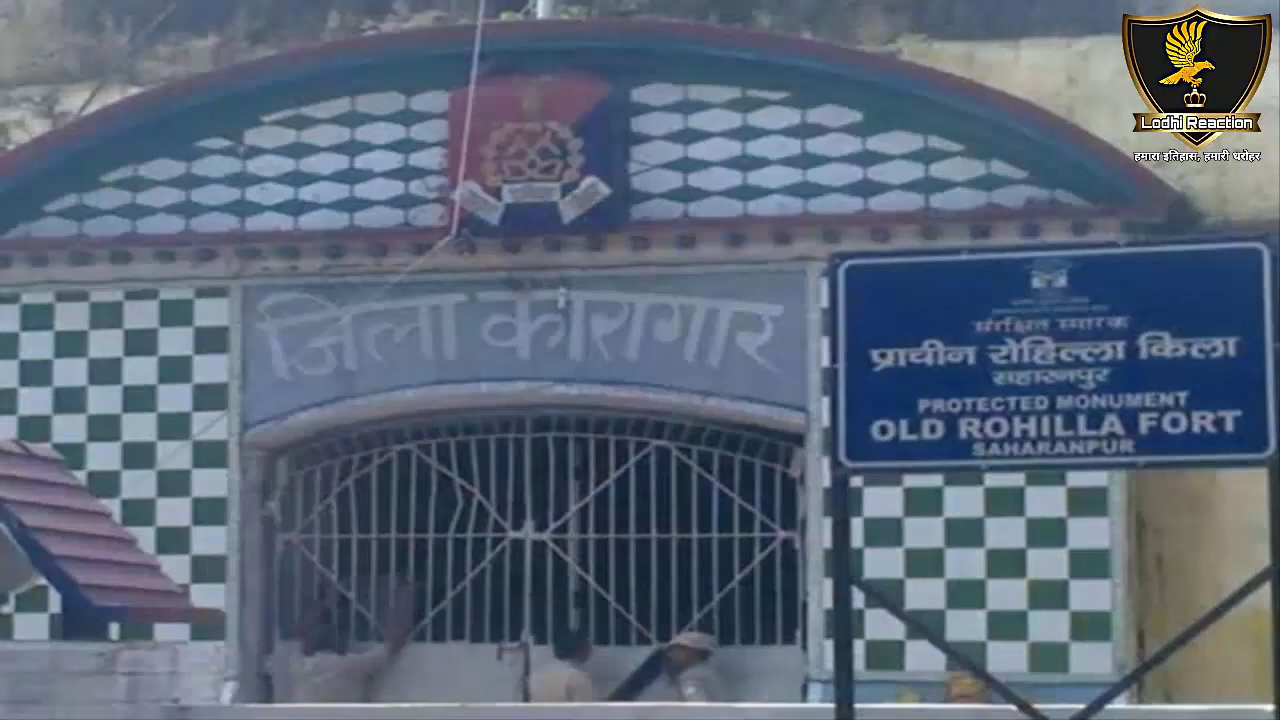 Lodhi Reaction
हमारा इतिहास, हमारी धरोहर
जिला कारागार
संरक्षित स्मारक
प्राचीन रोहिल्ला किला
सहारनपुर
PROTECTED MONUMENT
OLD ROHILLA FORT
SAHARANPUR